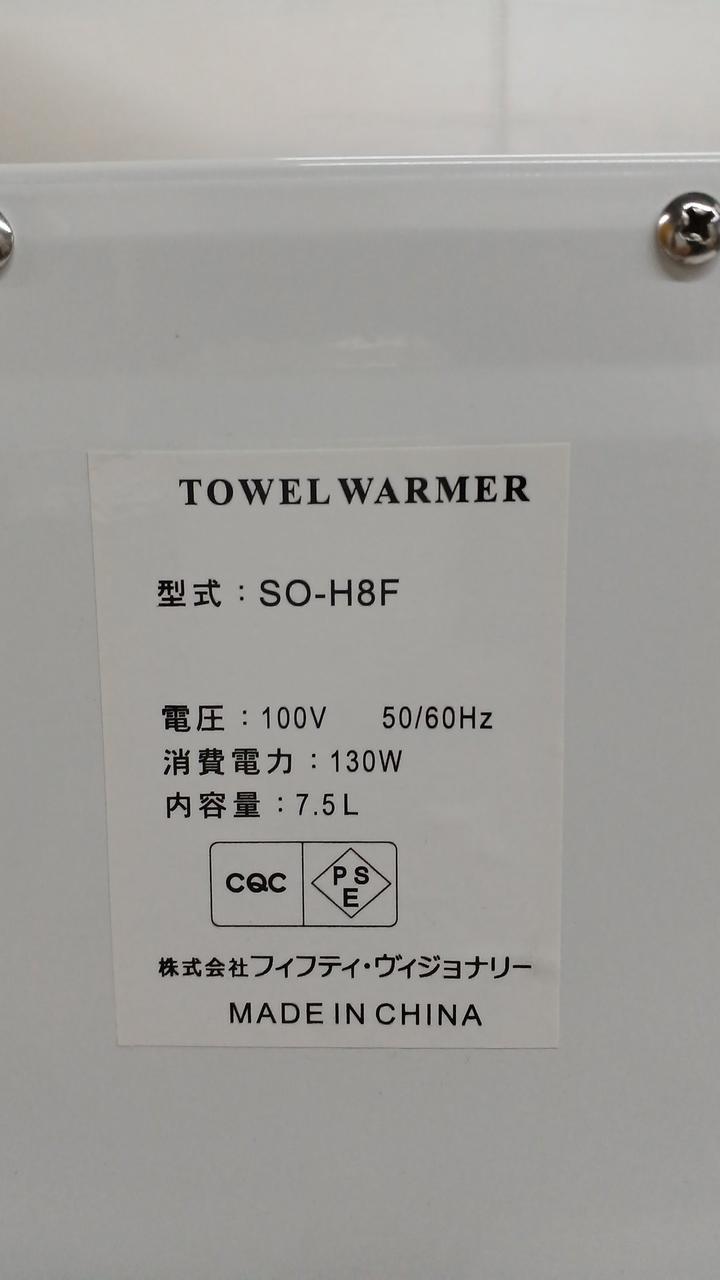 TOWEL WARMER
型式：SO-H8F
電圧：100V 50/60Hz
消費電力：130W
内容量：7.5L
CQC
PS
E
株式会社フィフティ・ヴィジョナリー
MADE IN CHINA